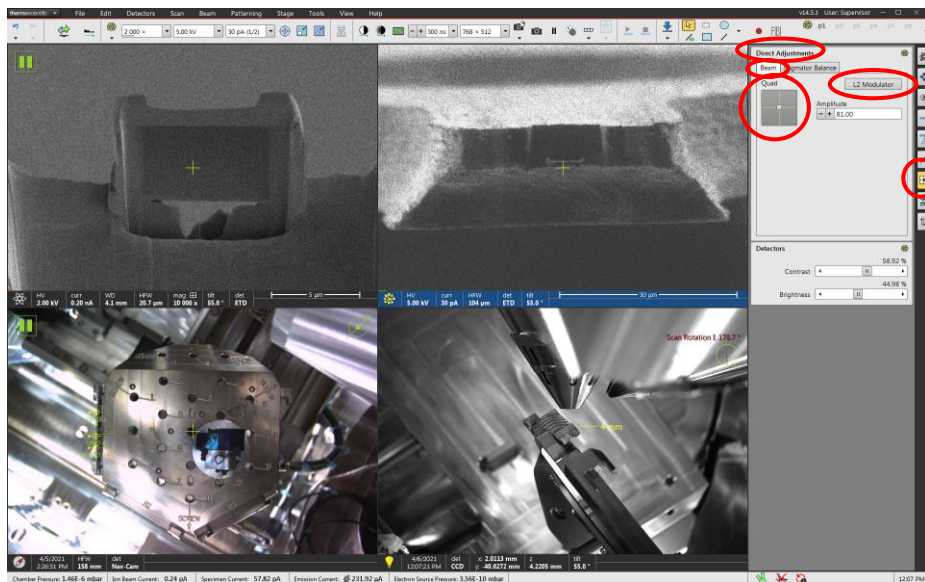 thermoscientific File Edit Detectors Scan Beam Patterning Stage Tools View Help v14.5.1 User: Supervisor
2 000 × 5.00 kV 30 pA (1/2) - + 300 ns 768 × 512 p1 p2 p3 p4 p5
Direct Adjustments
Beam Stigmator Balance
Quad L2 Modulator
Amplitude
- + 81.00
Detectors
58.92 %
Contrast
44.98 %
Brightness
HV curr WD HFW mag tilt det
2.00 kV 0.20 nA 4.1 mm 20.7 µm 10 000 x 55.0 ° ETD 5 µm
HV curr HFW det tilt
5.00 kV 30 pA 104 µm ETD 55.0 ° 30 µm
SCREW
Scan Rotation I: 178.7 °
4 mm
4/5/2021 HFW det
2:26:51 PM 158 mm Nav-Cam
4/6/2021 det x: 2.0113 mm z tilt
12:07:21 PM CCD y: -40.6272 mm 4.2205 mm 55.0 °
Chamber Pressure: 1.46E-6 mbar Ion Beam Current: 0.24 pA Specimen Current: 57.82 pA Emission Current: 231.92 µA Electron Source Pressure: 3.56E-10 mbar 12:07 PM